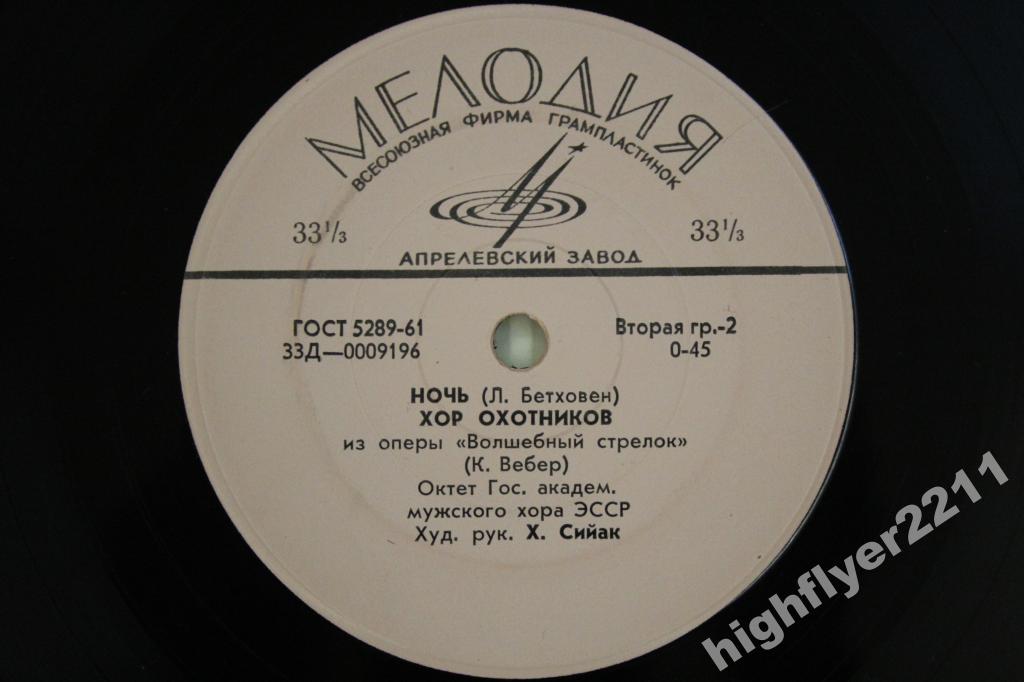 МЕЛОДИЯ
ВСЕСОЮЗНАЯ ФИРМА ГРАМПЛАСТИНОК
33⅓ 33⅓
АПРЕЛЕВСКИЙ ЗАВОД
ГОСТ 5289-61 Вторая гр.-2
33Д—0009196 0-45
НОЧЬ (Л. Бетховен)
ХОР ОХОТНИКОВ
из оперы «Волшебный стрелок»
(К. Вебер)
Октет Гос. академ.
мужского хора ЭССР
Худ. рук. Х. Сийак
highflyer2211